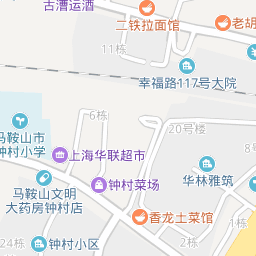 古漕运酒
二铁拉面馆
老胡
11栋
幸福路117号大院
6栋
20号楼
马鞍山市
钟村小学
上海华联超市
8号
华林雅筑
马鞍山文明
大药房钟村店
钟村菜场
香龙土菜馆
24栋
钟村小区